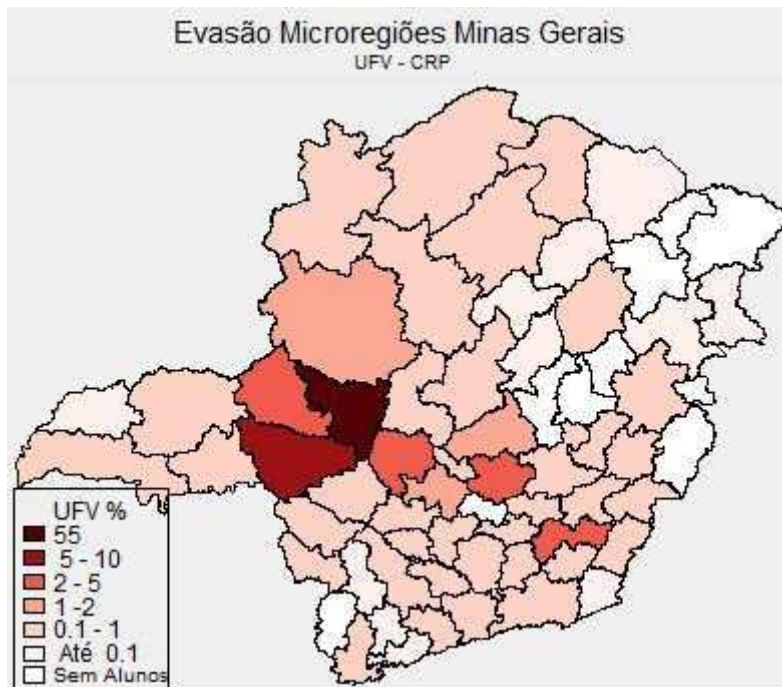 Evasão Microregiões Minas Gerais
UFV - CRP
UFV %
55
5 - 10
2 - 5
1 -2
0.1 - 1
Até 0.1
Sem Alunos